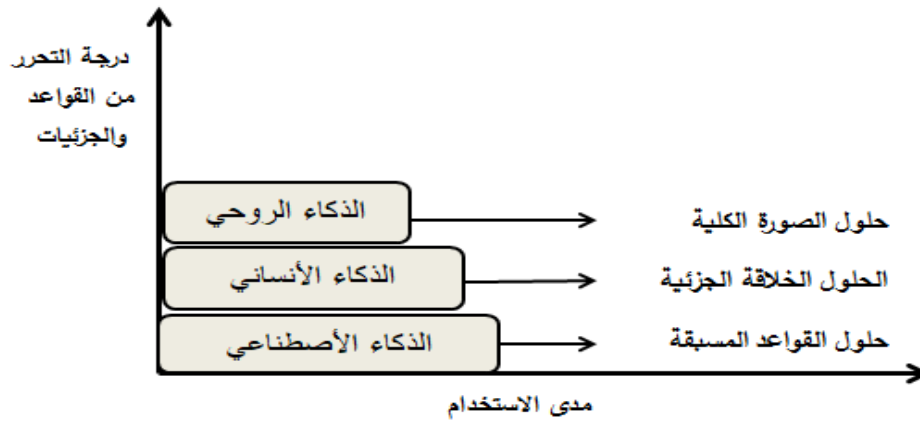 درجة التحرر
من القواعد
والجزئيات
الذكاء الروحي
حلول الصورة الكلية
الذكاء الأنساني
الحلول الخلاقة الجزئية
الذكاء الأصطناعي
حلول القواعد المسبقة
مدى الاستخدام